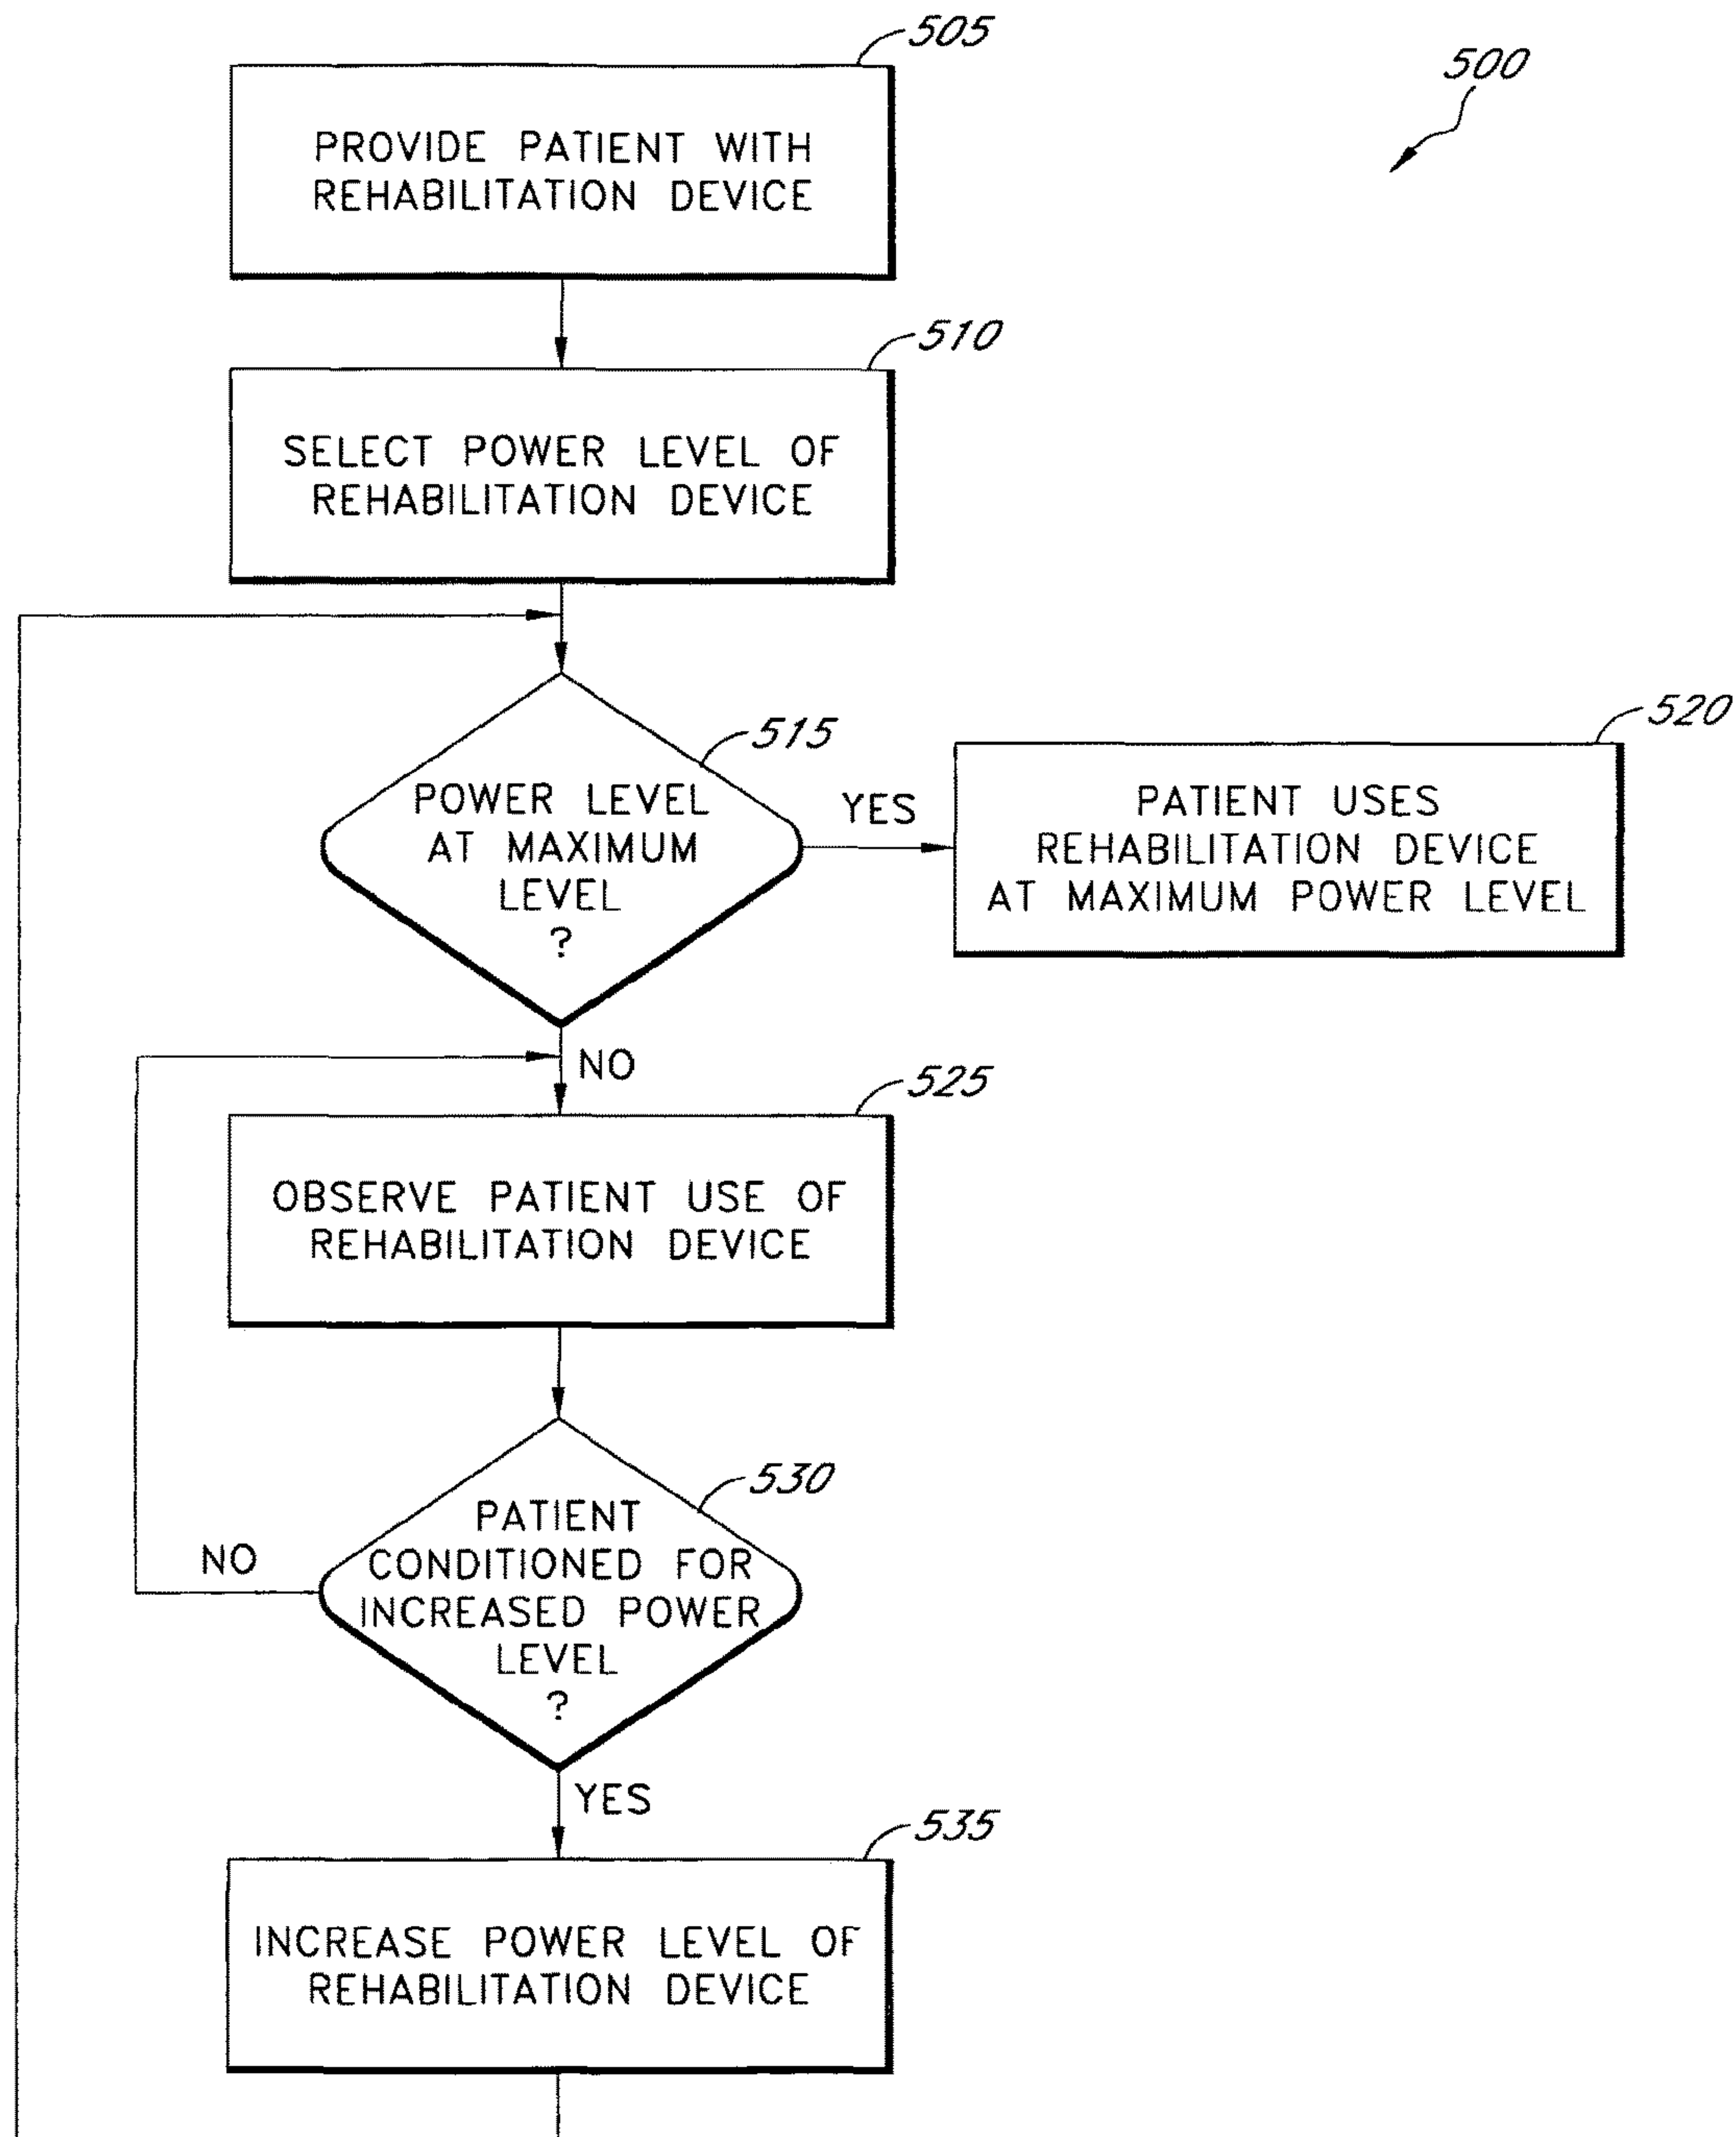 505
500
PROVIDE PATIENT WITH
REHABILITATION DEVICE
510
SELECT POWER LEVEL OF
REHABILITATION DEVICE
515
POWER LEVEL
AT MAXIMUM
LEVEL
?
YES
520
PATIENT USES
REHABILITATION DEVICE
AT MAXIMUM POWER LEVEL
NO
525
OBSERVE PATIENT USE OF
REHABILITATION DEVICE
530
PATIENT
CONDITIONED FOR
INCREASED POWER
LEVEL
?
NO
YES
535
INCREASE POWER LEVEL OF
REHABILITATION DEVICE